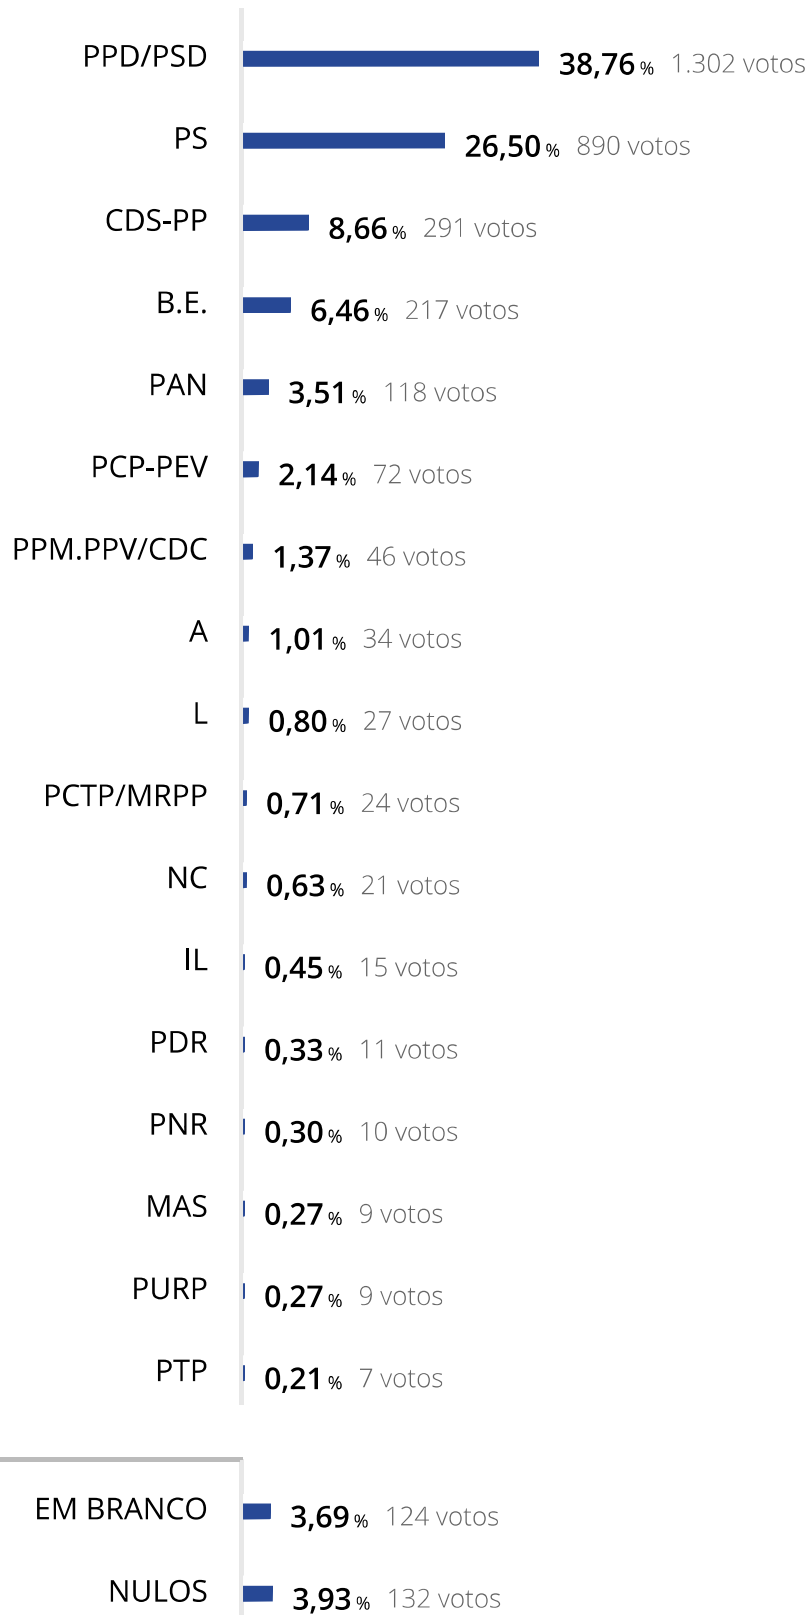 PPD/PSD 38,76 % 1.302 votos
PS 26,50 % 890 votos
CDS-PP 8,66 % 291 votos
B.E. 6,46 % 217 votos
PAN 3,51 % 118 votos
PCP-PEV 2,14 % 72 votos
PPM.PPV/CDC 1,37 % 46 votos
A 1,01 % 34 votos
L 0,80 % 27 votos
PCTP/MRPP 0,71 % 24 votos
NC 0,63 % 21 votos
IL 0,45 % 15 votos
PDR 0,33 % 11 votos
PNR 0,30 % 10 votos
MAS 0,27 % 9 votos
PURP 0,27 % 9 votos
PTP 0,21 % 7 votos
EM BRANCO 3,69 % 124 votos
NULOS 3,93 % 132 votos